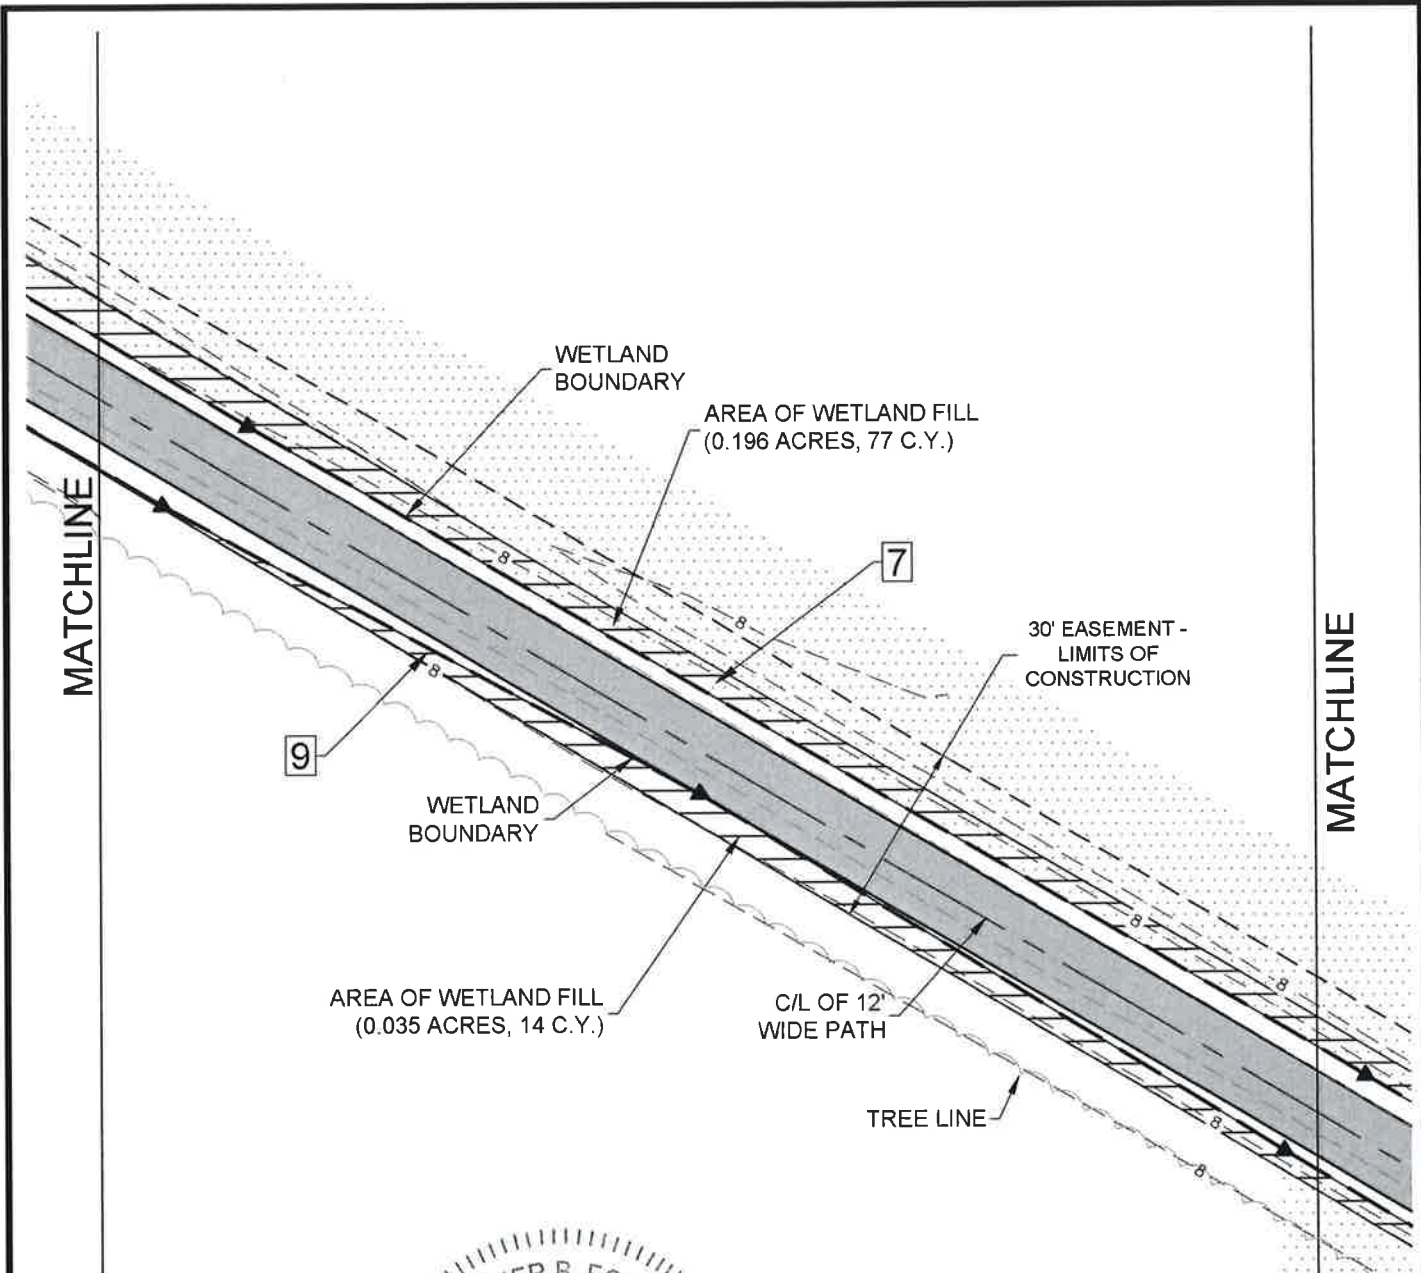 WETLAND
BOUNDARY
AREA OF WETLAND FILL
(0.196 ACRES, 77 C.Y.)
MATCHLINE
8
7
8
30' EASEMENT -
LIMITS OF
CONSTRUCTION
MATCHLINE
8
9
WETLAND
BOUNDARY
8
8
AREA OF WETLAND FILL
(0.035 ACRES, 14 C.Y.)
C/L OF 12'
WIDE PATH
TREE LINE
8
8
B.